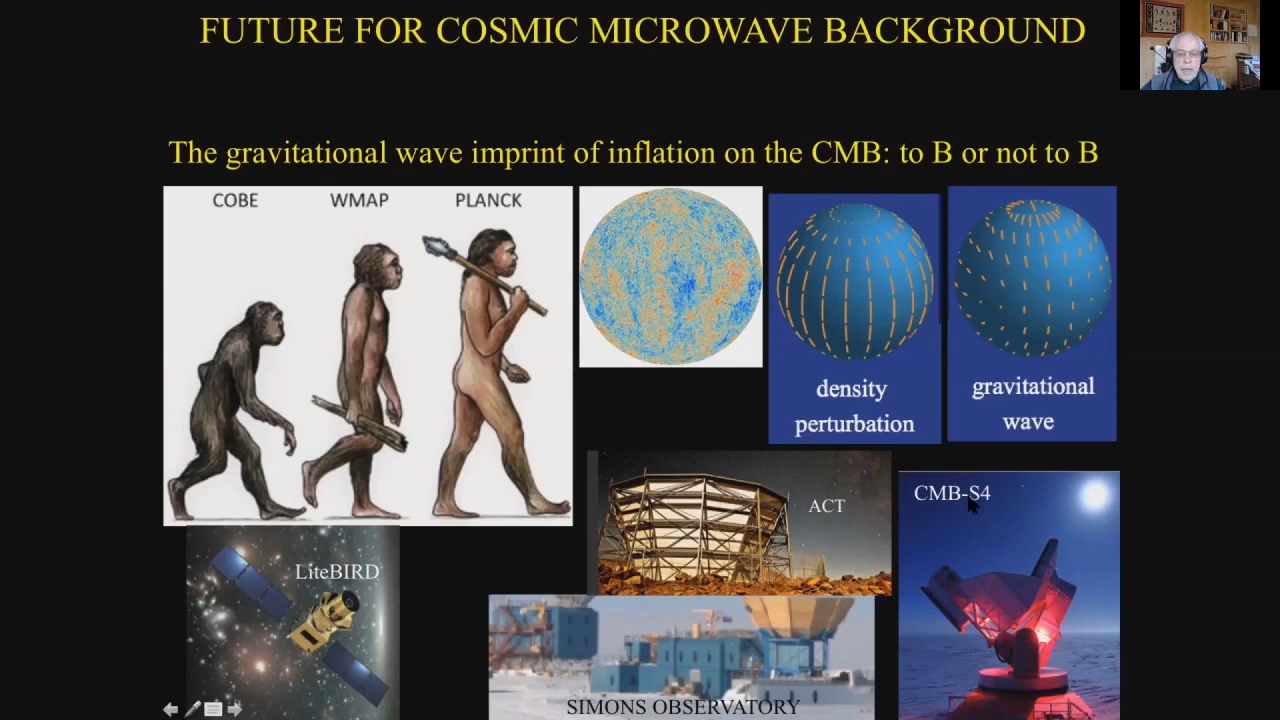 FUTURE FOR COSMIC MICROWAVE BACKGROUND
The gravitational wave imprint of inflation on the CMB: to B or not to B
COBE
WMAP
PLANCK
density
perturbation
gravitational
wave
ACT
CMB-S4
LiteBIRD
SIMONS OBSERVATORY